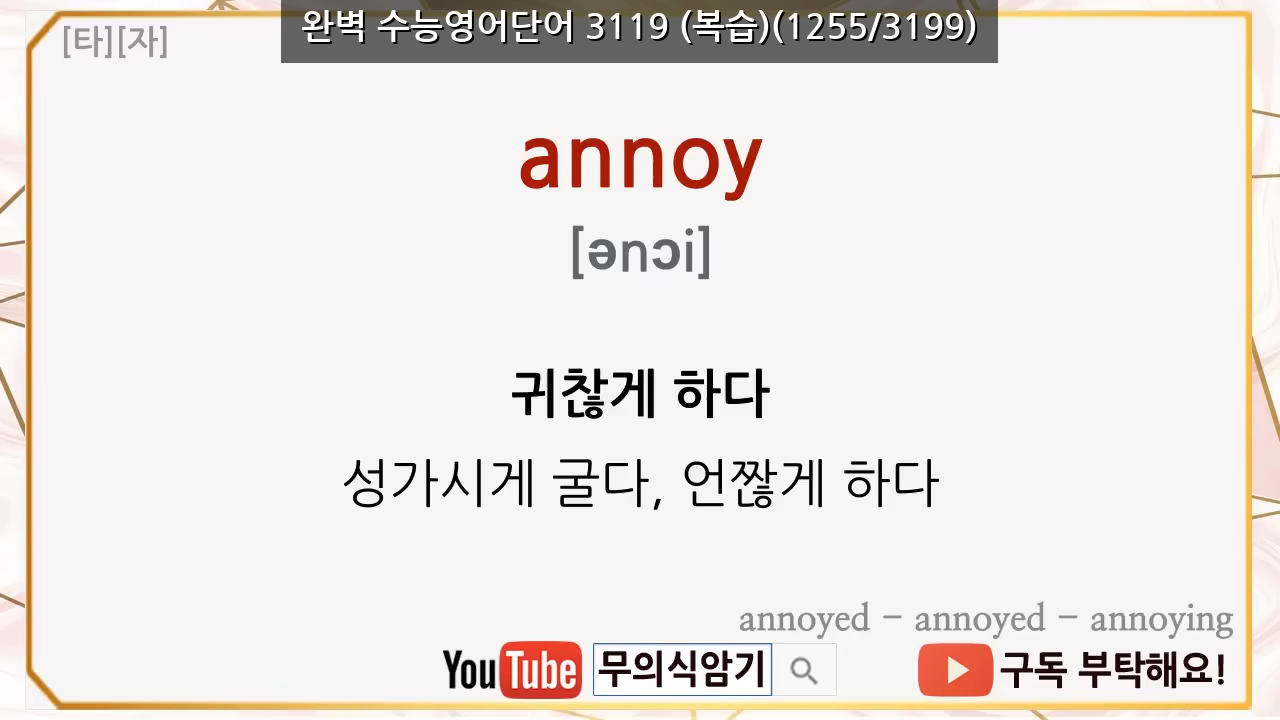 완벽 수능영어단어 3119 (복습)(1255/3199)
[타][자]
annoy
[ənɔi]
귀찮게 하다
성가시게 굴다, 언짢게 하다
annoyed - annoyed - annoying
YouTube 무의식암기 구독 부탁해요!